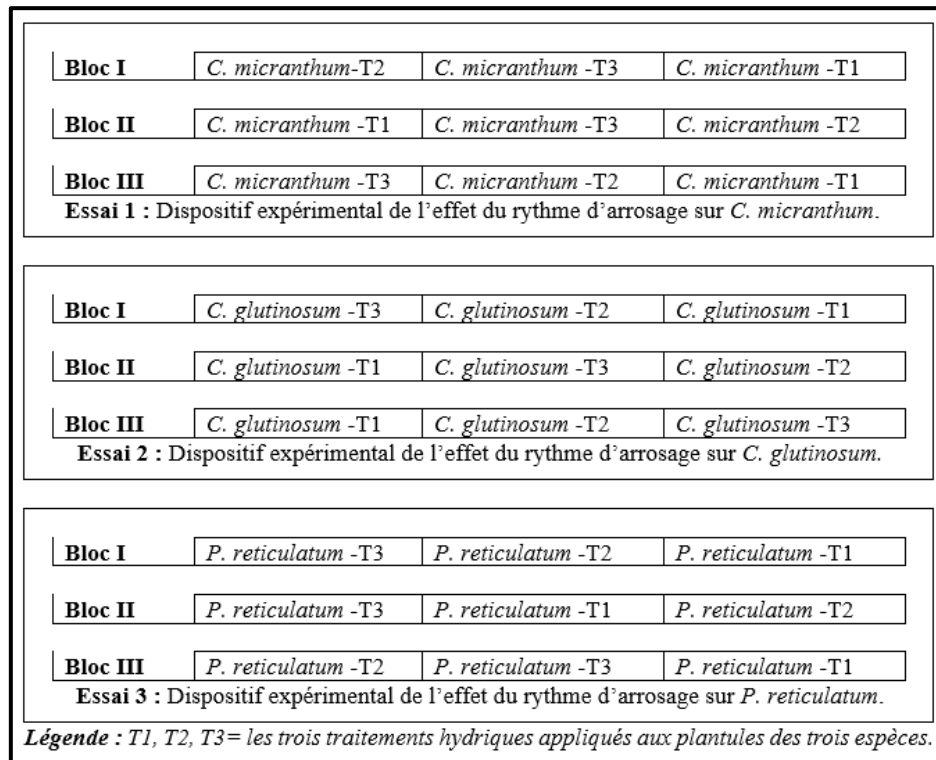 Bloc I C. micranthum-T2 C. micranthum -T3 C. micranthum -T1
Bloc II C. micranthum -T1 C. micranthum -T3 C. micranthum -T2
Bloc III C. micranthum -T3 C. micranthum -T2 C. micranthum -T1
Essai 1 : Dispositif expérimental de l’effet du rythme d’arrosage sur C. micranthum.
Bloc I C. glutinosum -T3 C. glutinosum -T2 C. glutinosum -T1
Bloc II C. glutinosum -T1 C. glutinosum -T3 C. glutinosum -T2
Bloc III C. glutinosum -T1 C. glutinosum -T2 C. glutinosum -T3
Essai 2 : Dispositif expérimental de l’effet du rythme d’arrosage sur C. glutinosum.
Bloc I P. reticulatum -T3 P. reticulatum -T2 P. reticulatum -T1
Bloc II P. reticulatum -T3 P. reticulatum -T1 P. reticulatum -T2
Bloc III P. reticulatum -T2 P. reticulatum -T3 P. reticulatum -T1
Essai 3 : Dispositif expérimental de l’effet du rythme d’arrosage sur P. reticulatum.
Légende : T1, T2, T3= les trois traitements hydriques appliqués aux plantules des trois espèces.